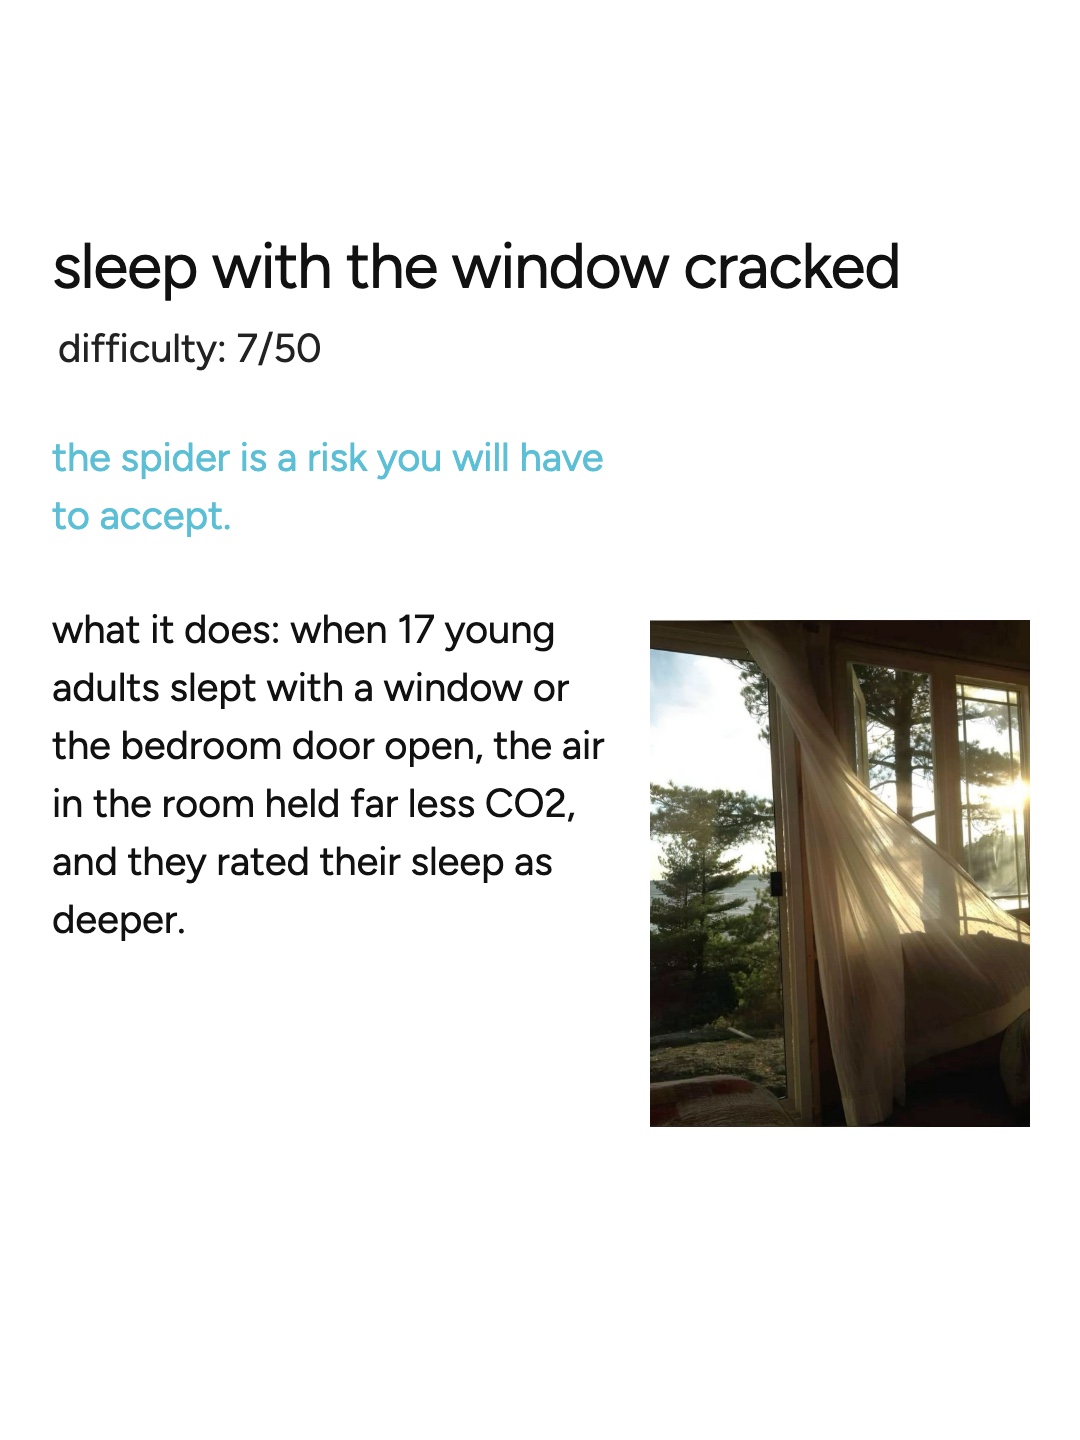 sleep with the window cracked
difficulty: 7/50
the spider is a risk you will have
to accept.
what it does: when 17 young
adults slept with a window or
the bedroom door open, the air
in the room held far less CO2,
and they rated their sleep as
deeper.